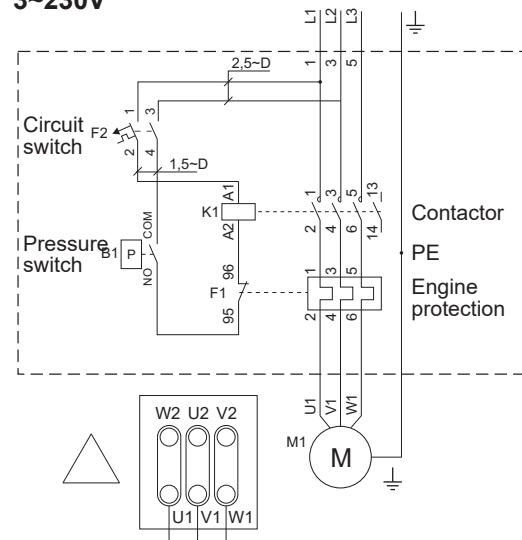 3~230V
L1 L2 L3
1 3 5
2,5~D
1 3
Circuit
switch
F2
2 4
1,5~D
A1
K1
A2
1 3 5 13
2 4 6 14
Contactor
COM
Pressure
switch
B1
P
NO
PE
96
F1
95
1 3 5
2 4 6
Engine
protection
U1 V1 W1
M1
M
W2 U2 V2
U1 V1 W1